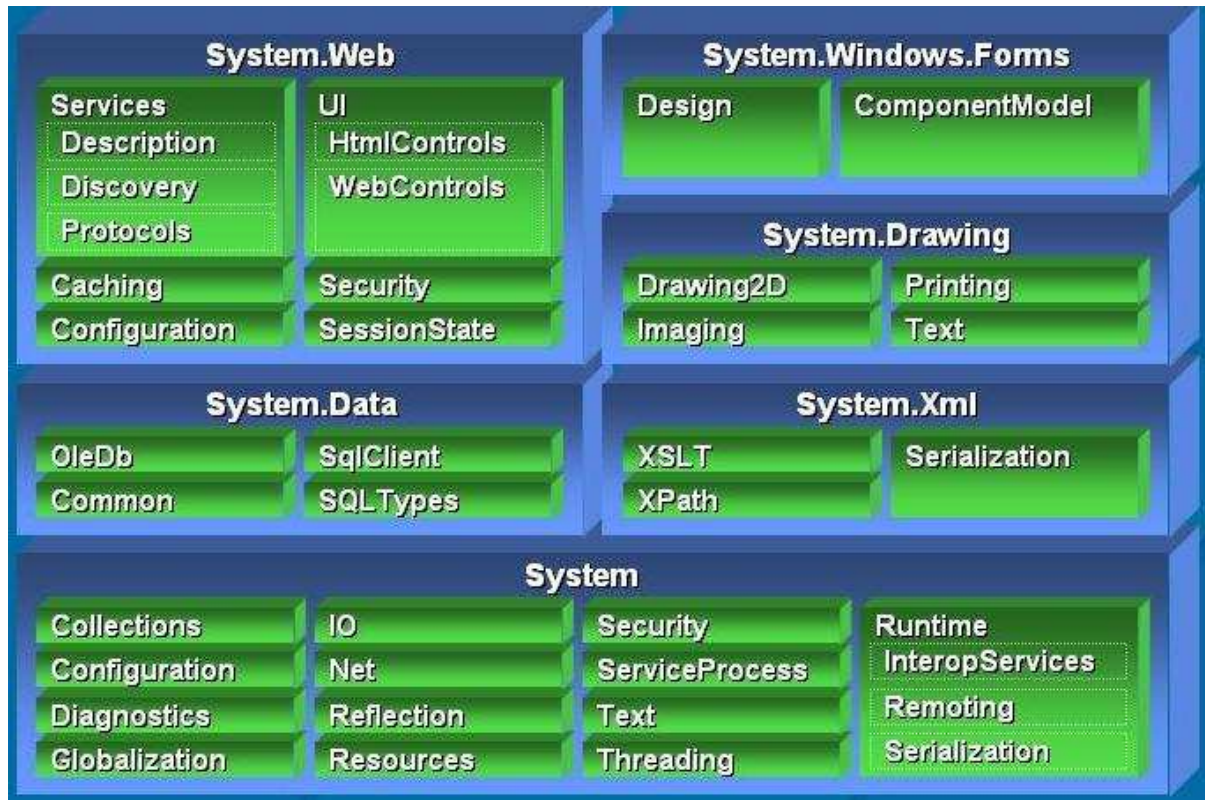 System.Web
Services
Description
Discovery
Protocols
UI
HtmlControls
WebControls
Caching
Security
Configuration
SessionState
System.Windows.Forms
Design
ComponentModel
System.Drawing
Drawing2D
Printing
Imaging
Text
System.Data
OleDb
SqlClient
Common
SQLTypes
System.Xml
XSLT
Serialization
XPath
System
Collections
Configuration
Diagnostics
Globalization
IO
Net
Reflection
Resources
Security
ServiceProcess
Text
Threading
Runtime
InteropServices
Remoting
Serialization